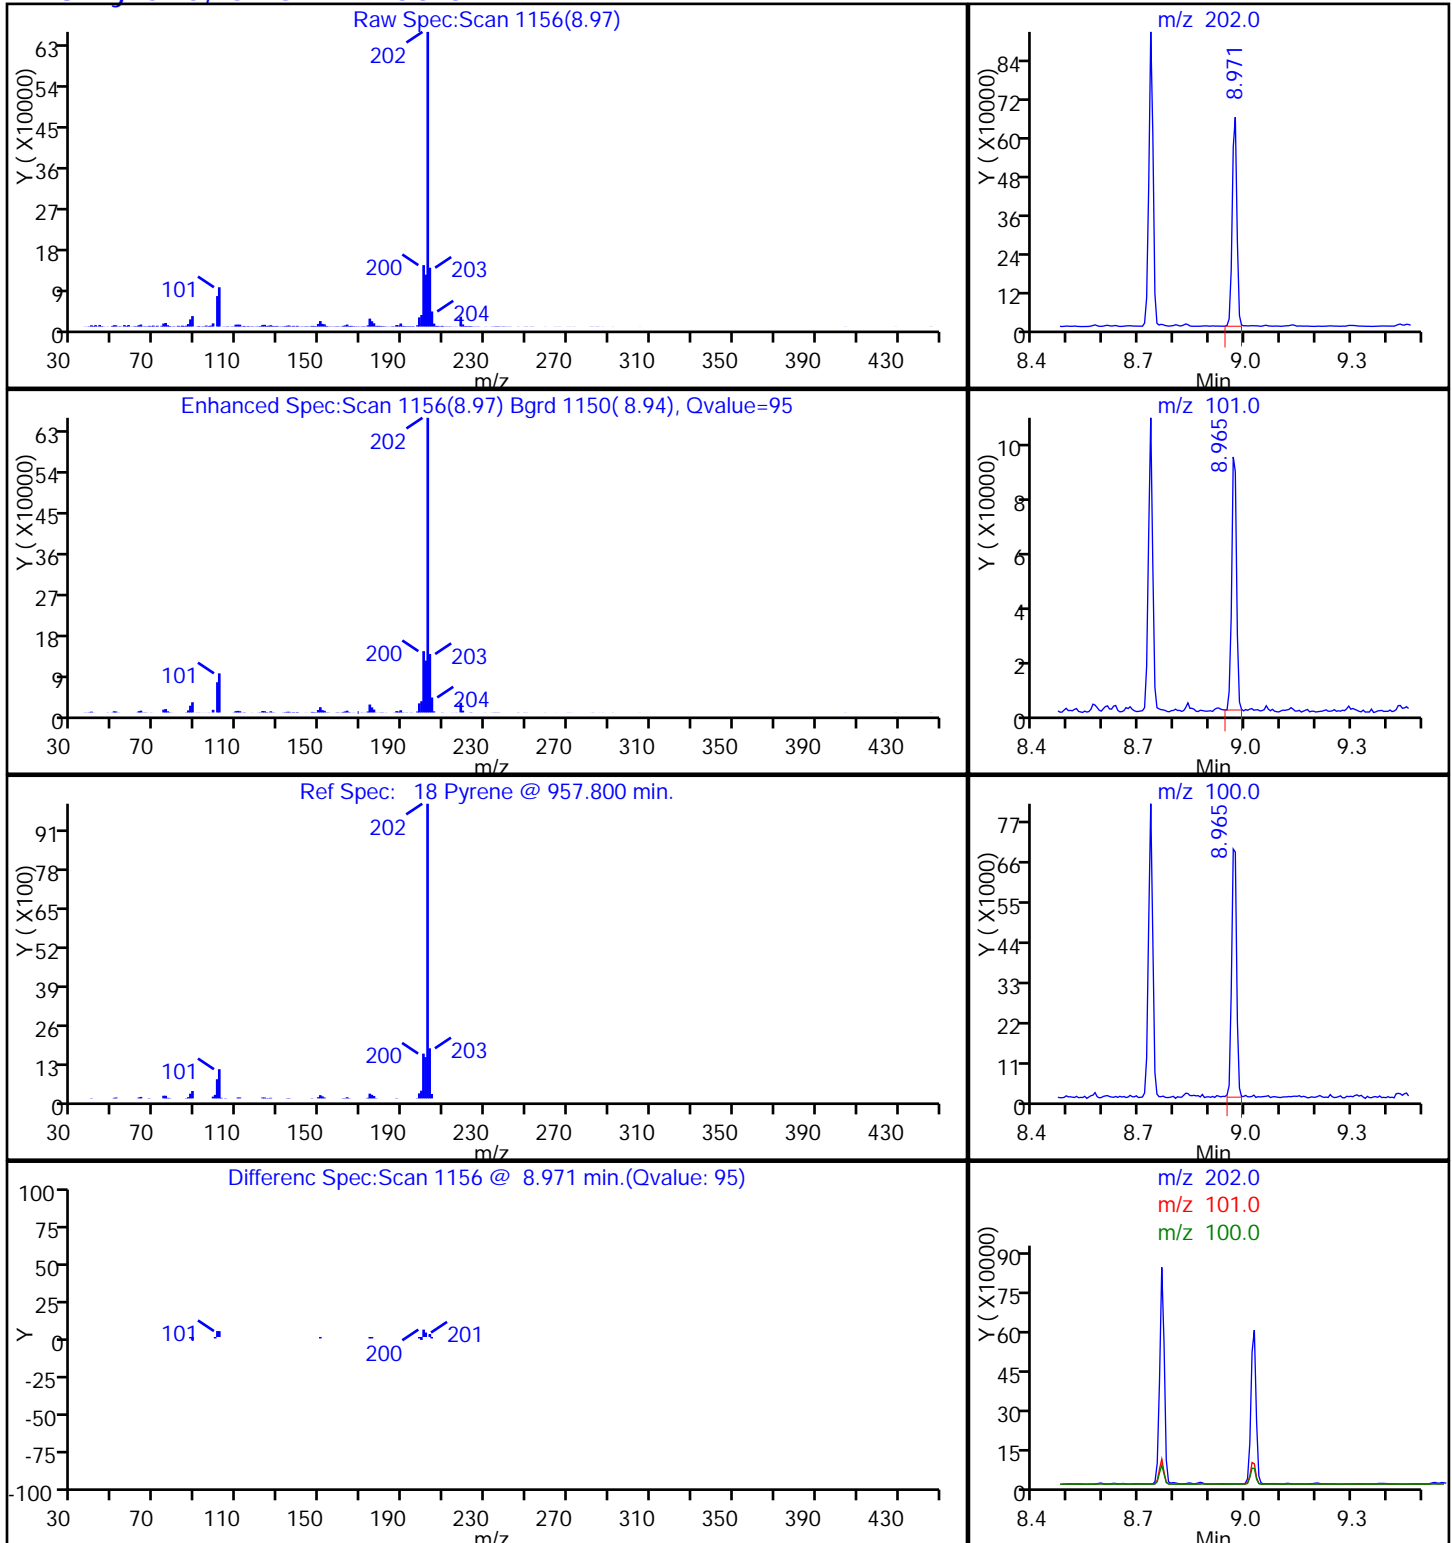 Raw Spec:Scan 1156(8.97)
Y ( X10000)
63
54
45
36
27
18
9
0
202
200
203
204
101
30 70 110 150 190 230 270 310 350 390 430
m/z
m/z 202.0
Y ( X10000)
84
72
60
48
36
24
12
0
8.971
8.4 8.7 9.0 9.3
Min
Enhanced Spec:Scan 1156(8.97) Bgrd 1150( 8.94), Qvalue=95
Y ( X10000)
63
54
45
36
27
18
9
0
202
200
203
204
101
30 70 110 150 190 230 270 310 350 390 430
m/z
m/z 101.0
Y ( X10000)
10
8
6
4
2
0
8.965
8.4 8.7 9.0 9.3
Min
Ref Spec: 18 Pyrene @ 957.800 min.
Y ( X100)
91
78
65
52
39
26
13
0
202
200
203
101
30 70 110 150 190 230 270 310 350 390 430
m/z
m/z 100.0
Y ( X1000)
77
66
55
44
33
22
11
0
8.965
8.4 8.7 9.0 9.3
Min
Differenc Spec:Scan 1156 @ 8.971 min.(Qvalue: 95)
Y
100
75
50
25
0
-25
-50
-75
-100
101
200
201
30 70 110 150 190 230 270 310 350 390 430
m/z
m/z 202.0
m/z 101.0
m/z 100.0
Y ( X10000)
90
75
60
45
30
15
0
8.4 8.7 9.0 9.3
Min